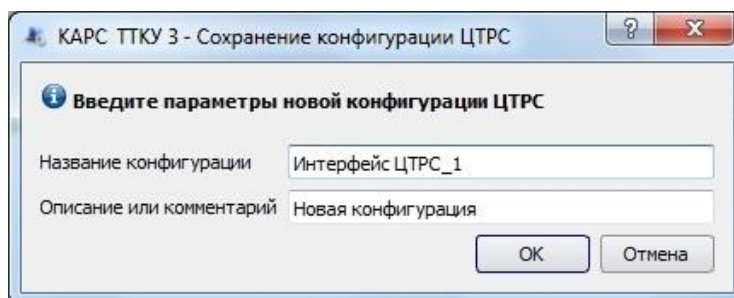 КАРС ТТКУ 3 - Сохранение конфигурации ЦТРС
Введите параметры новой конфигурации ЦТРС
Название конфигурации Интерфейс ЦТРС_1
Описание или комментарий Новая конфигурация
ОК Отмена